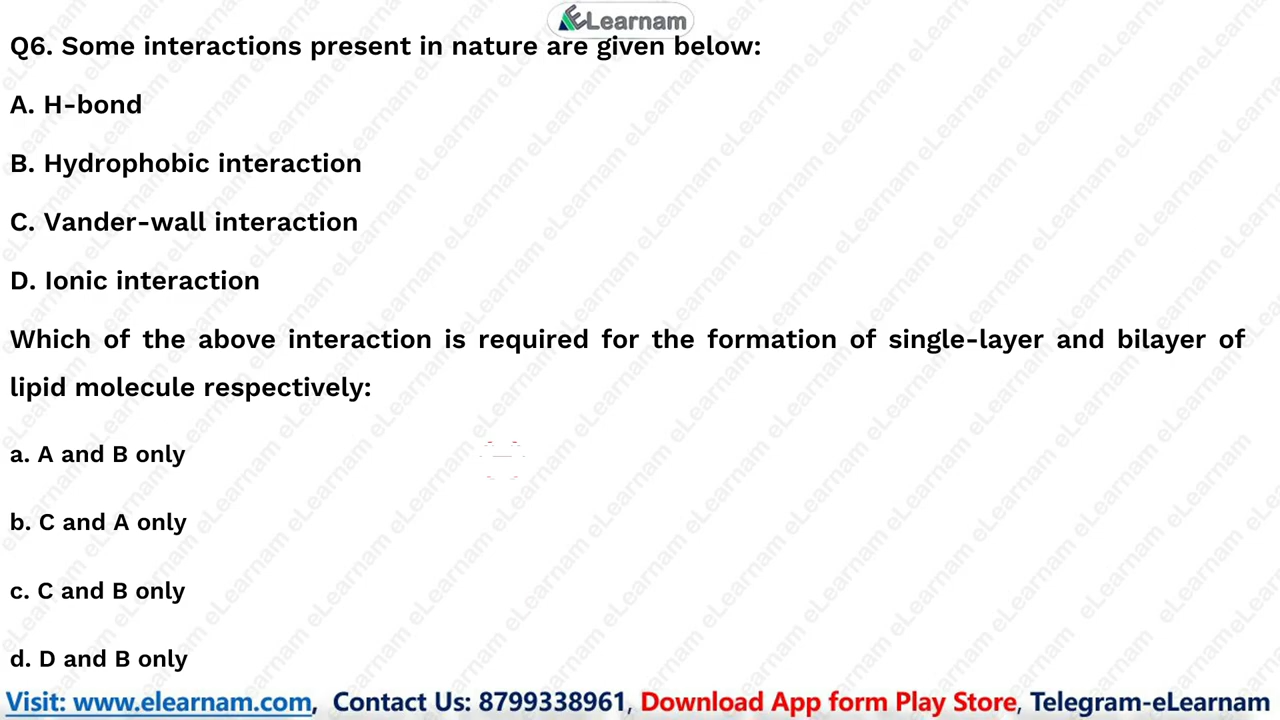 ELearnam
Q6. Some interactions present in nature are given below:
A. H-bond
B. Hydrophobic interaction
C. Vander-wall interaction
D. Ionic interaction
Which of the above interaction is required for the formation of single-layer and bilayer of
lipid molecule respectively:
a. A and B only
b. C and A only
c. C and B only
d. D and B only
Visit: www.elearnam.com, Contact Us: 8799338961, Download App form Play Store, Telegram-eLearnam